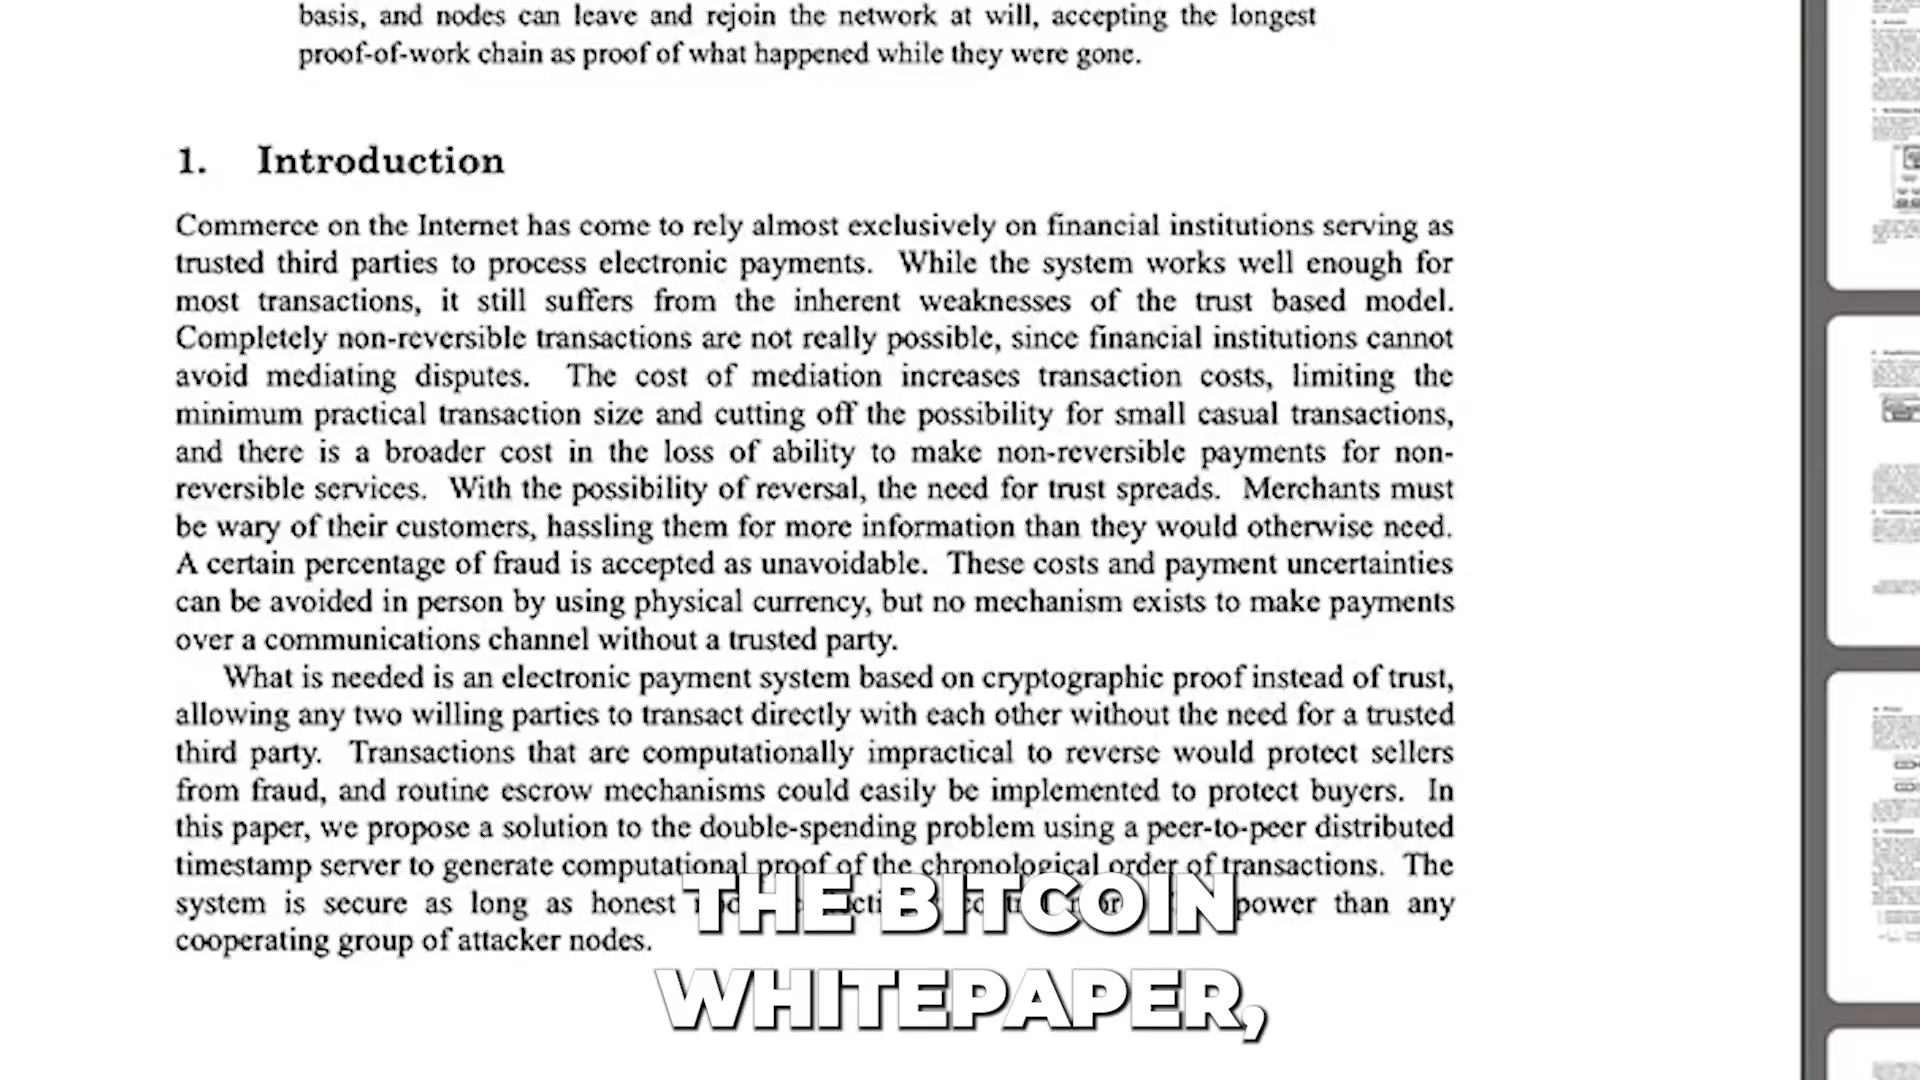 basis, and nodes can leave and rejoin the network at will, accepting the longest
proof-of-work chain as proof of what happened while they were gone.
1. Introduction
Commerce on the Internet has come to rely almost exclusively on financial institutions serving as
trusted third parties to process electronic payments. While the system works well enough for
most transactions, it still suffers from the inherent weaknesses of the trust based model.
Completely non-reversible transactions are not really possible, since financial institutions cannot
avoid mediating disputes. The cost of mediation increases transaction costs, limiting the
minimum practical transaction size and cutting off the possibility for small casual transactions,
and there is a broader cost in the loss of ability to make non-reversible payments for non-
reversible services. With the possibility of reversal, the need for trust spreads. Merchants must
be wary of their customers, hassling them for more information than they would otherwise need.
A certain percentage of fraud is accepted as unavoidable. These costs and payment uncertainties
can be avoided in person by using physical currency, but no mechanism exists to make payments
over a communications channel without a trusted party.
What is needed is an electronic payment system based on cryptographic proof instead of trust,
allowing any two willing parties to transact directly with each other without the need for a trusted
third party. Transactions that are computationally impractical to reverse would protect sellers
from fraud, and routine escrow mechanisms could easily be implemented to protect buyers. In
this paper, we propose a solution to the double-spending problem using a peer-to-peer distributed
timestamp server to generate computational proof of the chronological order of transactions. The
system is secure as long as honest power than any
cooperating group of attacker nodes.
THE BITCOIN
WHITEPAPER,